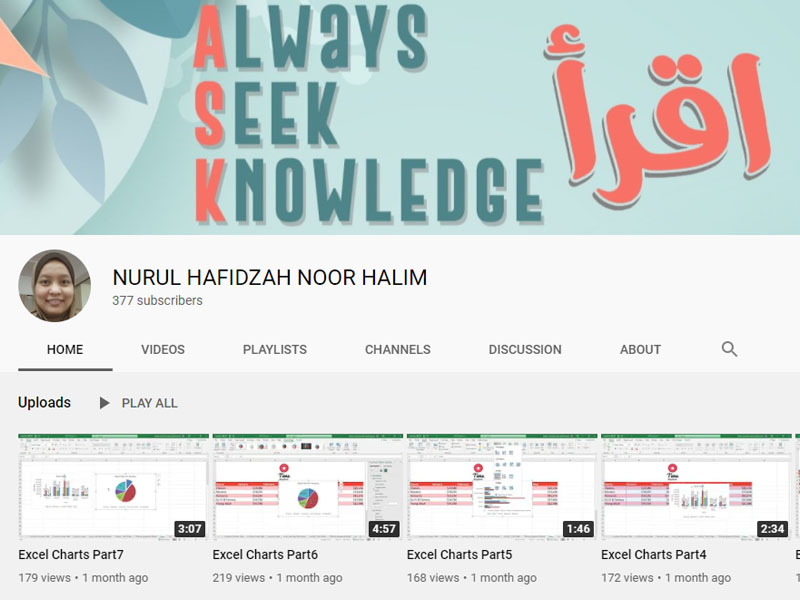 ALWAYS
SEEK
KNOWLEDGE
اقرأ
NURUL HAFIDZAH NOOR HALIM
377 subscribers
HOME VIDEOS PLAYLISTS CHANNELS DISCUSSION ABOUT
Uploads PLAY ALL
3:07 4:57 1:46 2:34
Excel Charts Part7 Excel Charts Part6 Excel Charts Part5 Excel Charts Part4
179 views • 1 month ago 219 views • 1 month ago 168 views • 1 month ago 172 views • 1 month ago